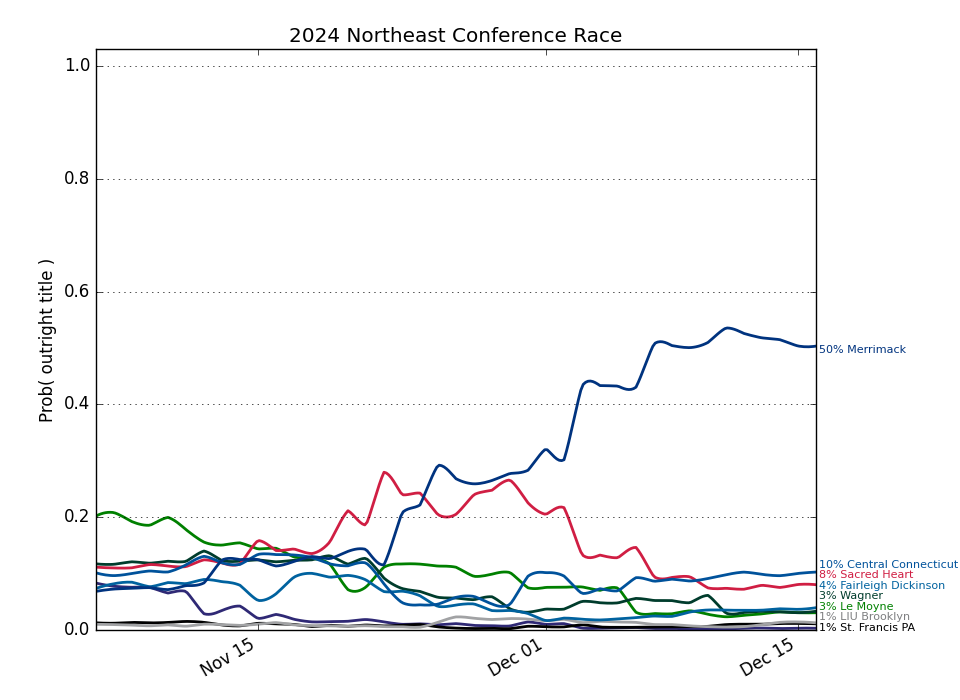 2024 Northeast Conference Race
Prob( outright title )
1.0
0.8
0.6
0.4
0.2
0.0
Nov 15
Dec 01
Dec 15
50% Merrimack
10% Central Connecticut
8% Sacred Heart
4% Fairleigh Dickinson
3% Wagner
3% Le Moyne
1% LIU Brooklyn
1% St. Francis PA